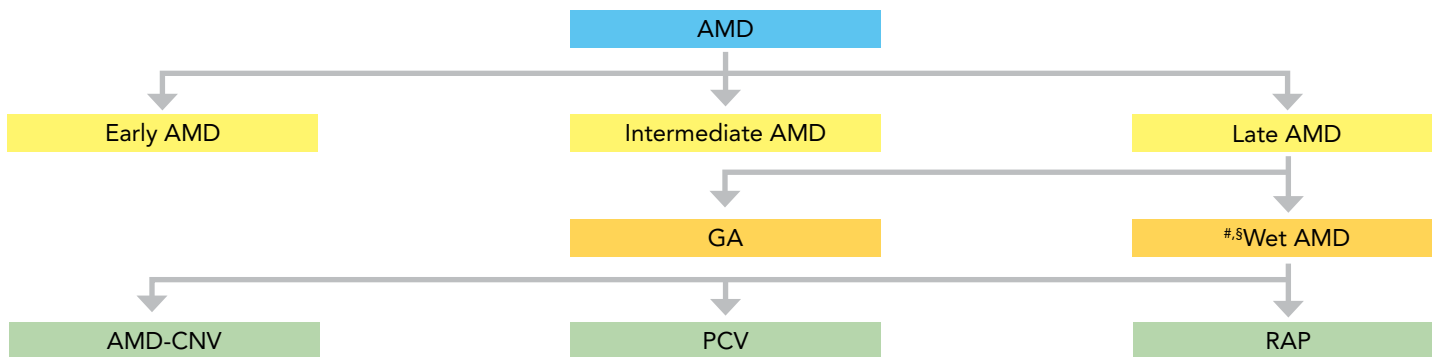 AMD
Early AMD
Intermediate AMD
Late AMD
GA
#,§Wet AMD
AMD-CNV
PCV
RAP